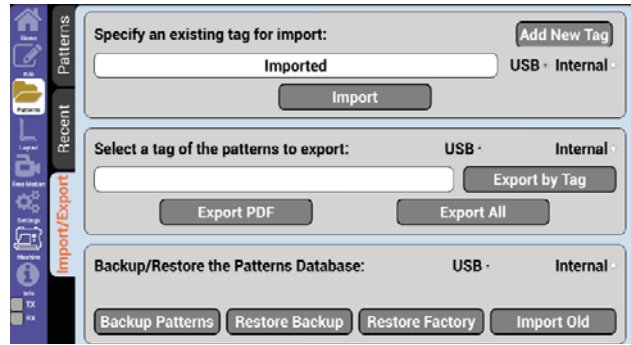 Home
Edit
Patterns
Layout
Free Motion
Settings
Machine
Info
TX
RX
Patterns
Recent
Import/Export
Specify an existing tag for import:
Add New Tag
Imported
USB Internal
Import
Select a tag of the patterns to export: USB Internal
Export by Tag
Export PDF Export All
Backup/Restore the Patterns Database: USB Internal
Backup Patterns Restore Backup Restore Factory Import Old